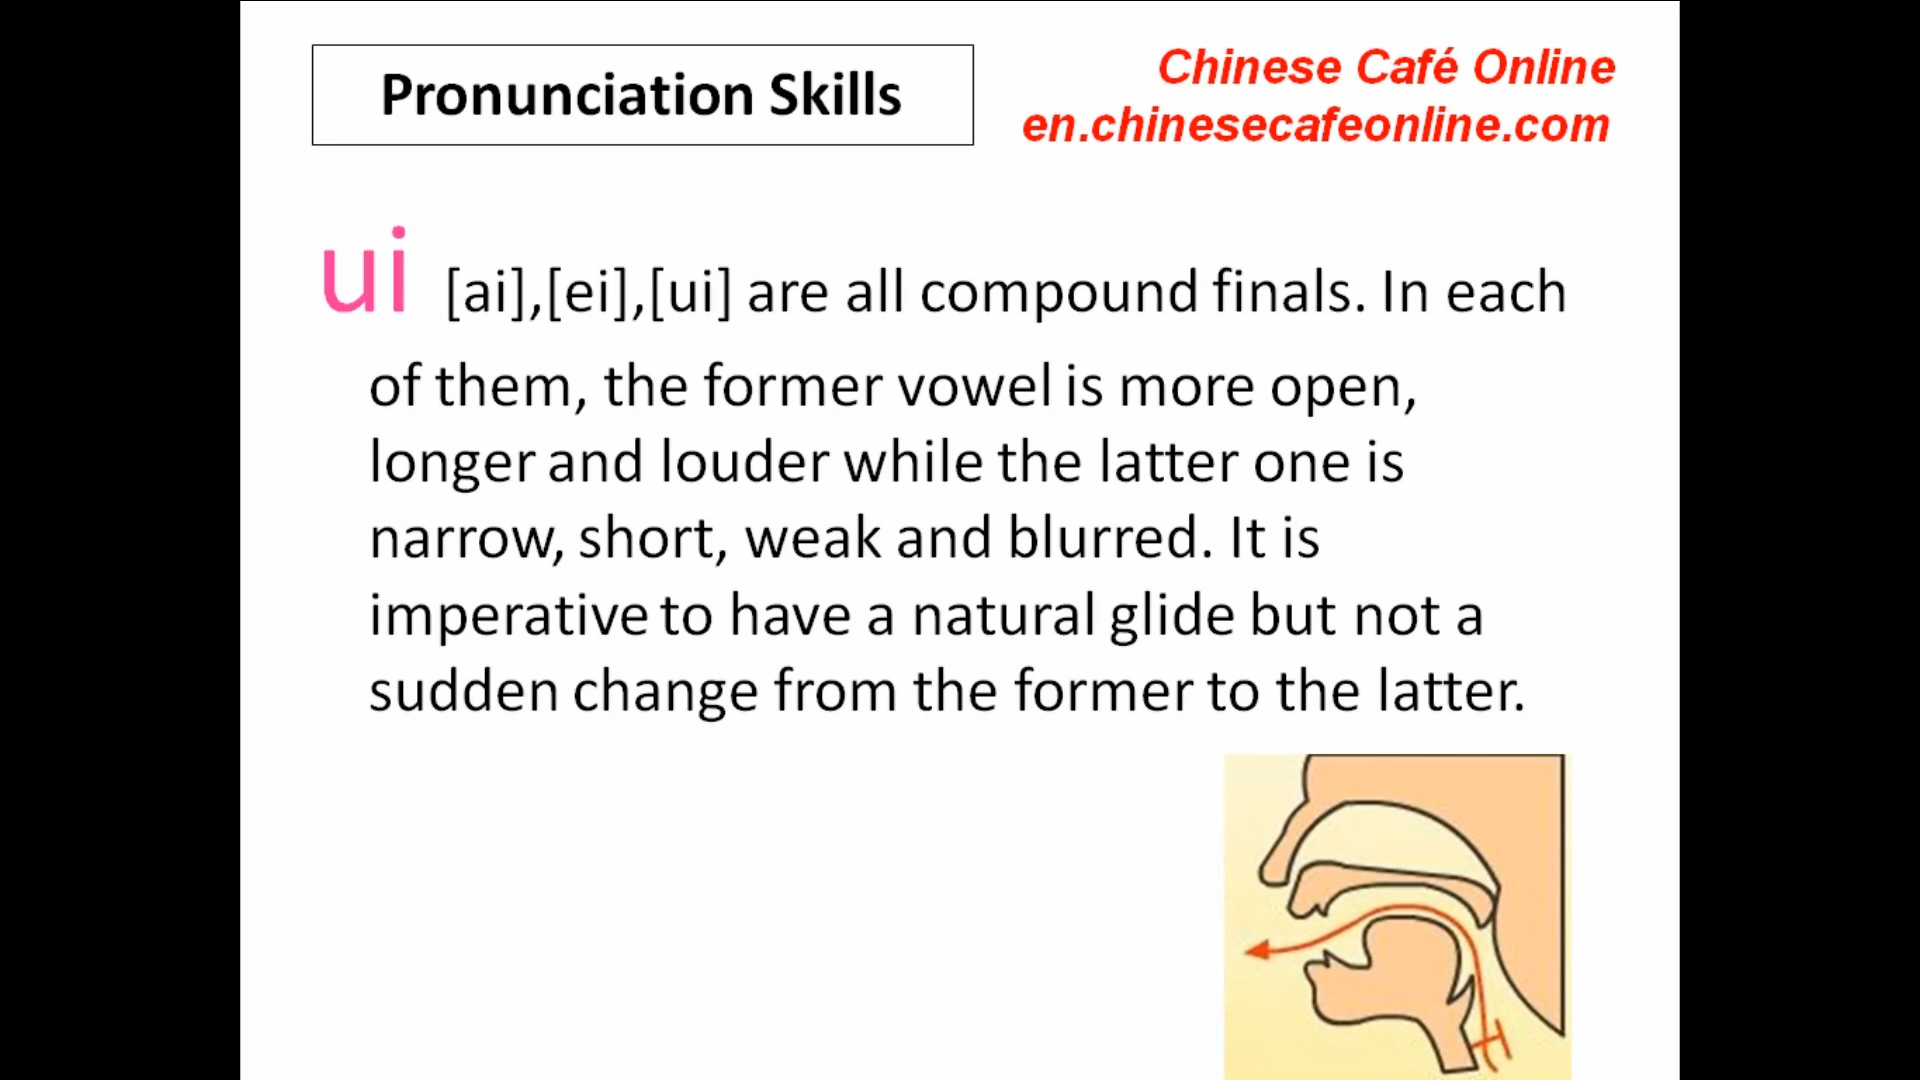 Pronunciation Skills
Chinese Café Online
en.chinesecafeonline.com
ui [ai],[ei],[ui] are all compound finals. In each
of them, the former vowel is more open,
longer and louder while the latter one is
narrow, short, weak and blurred. It is
imperative to have a natural glide but not a
sudden change from the former to the latter.